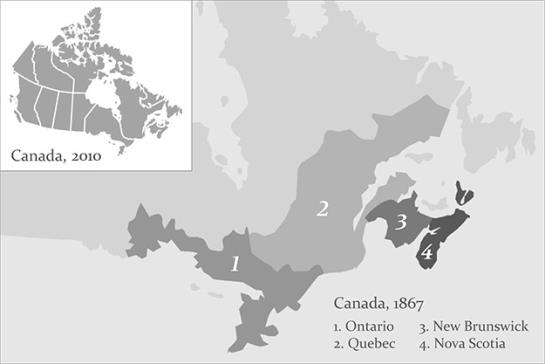 Canada, 2010
1
2
3
4
Canada, 1867
1. Ontario 3. New Brunswick
2. Quebec 4. Nova Scotia